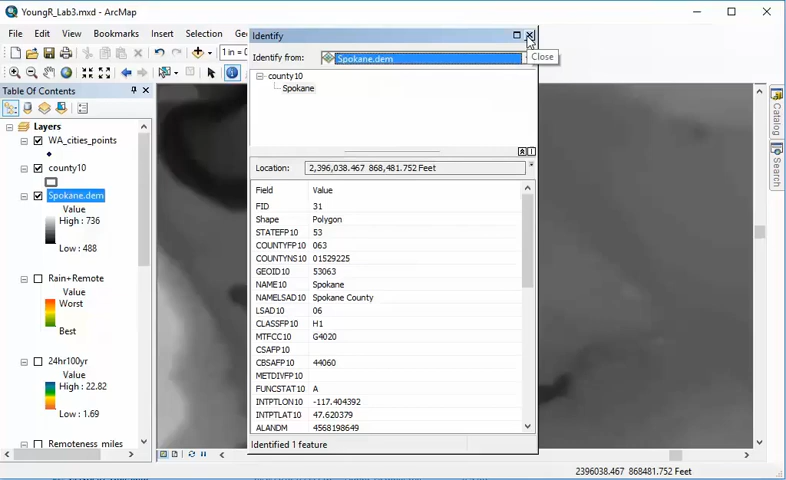 YoungR_Lab3.mxd - ArcMap
File Edit View Bookmarks Insert Selection
1 in =
Table Of Contents
Layers
WA_cities_points
county10
Spokane.dem
Value
High : 736
Low : 488
Rain+Remote
Value
Worst
Best
24hr100yr
Value
High : 22.82
Low : 1.69
Remoteness_miles
Identify
Close
Identify from: Spokane.dem
county10
Spokane
Location: 2,396,038.467 868,481.752 Feet
Field Value
FID 31
Shape Polygon
STATEFP10 53
COUNTYFP10 063
COUNTYNS10 01529225
GEOID10 53063
NAME10 Spokane
NAMELSAD10 Spokane County
LSAD10 06
CLASSFP10 H1
MTFCC10 G4020
CSAFP10
CBSAFP10 44060
METDIVFP10
FUNCSTAT10 A
INTPTLON10 -117.404392
INTPTLAT10 47.620379
ALANDM 4568198649
Identified 1 feature
Catalog
Search
2396038.467 868481.752 Feet